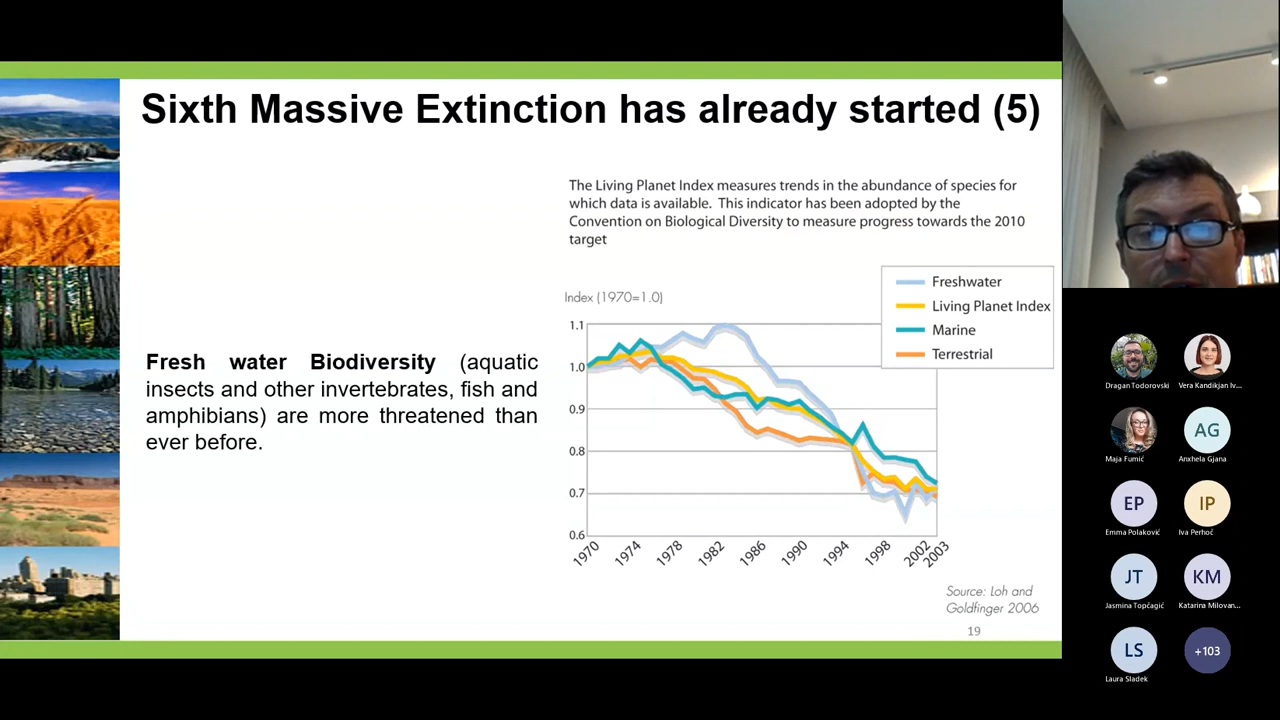 Sixth Massive Extinction has already started (5)
The Living Planet Index measures trends in the abundance of species for
which data is available. This indicator has been adopted by the
Convention on Biological Diversity to measure progress towards the 2010
target
Fresh water Biodiversity (aquatic
insects and other invertebrates, fish and
amphibians) are more threatened than
ever before.
Index (1970=1.0)
Freshwater
Living Planet Index
Marine
Terrestrial
1.1
1.0
0.9
0.8
0.7
0.6
1970 1974 1978 1982 1986 1990 1994 1998 2002 2003
Source: Loh and
Goldfinger 2006
19
Dragan Todorovski
Vera Kandikjan Iv...
Maja Fumić
AG
Anxhela Gjana
EP
Emma Polaković
IP
Iva Perhoč
JT
Jasmina Topčagić
KM
Katarina Milovan...
LS
Laura Sladek
+103